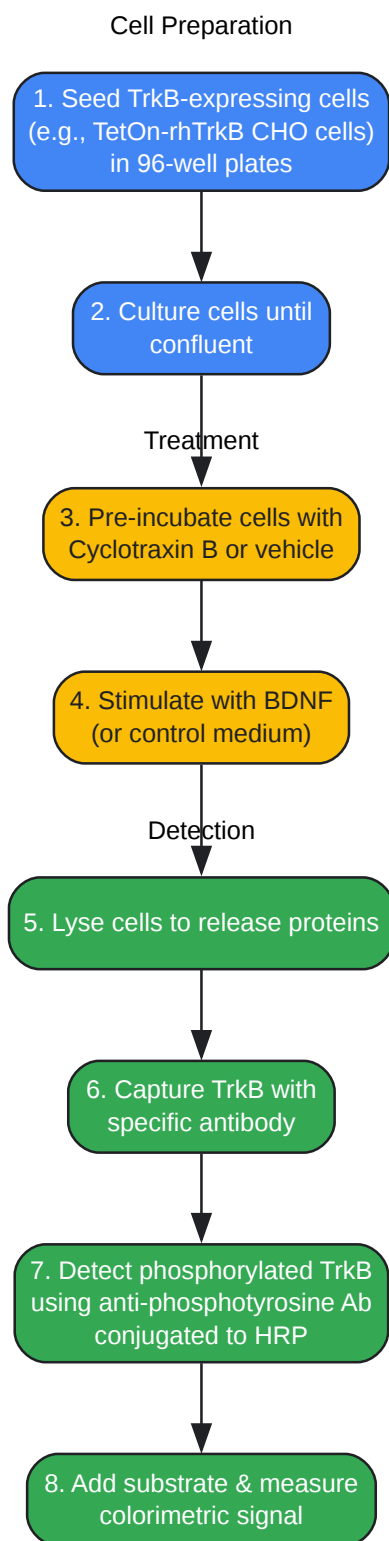 Cell Preparation
1. Seed TrkB-expressing cells
(e.g., TetOn-rhTrkB CHO cells)
in 96-well plates
2. Culture cells until
confluent
Treatment
3. Pre-incubate cells with
Cyclotraxin B or vehicle
4. Stimulate with BDNF
(or control medium)
Detection
5. Lyse cells to release proteins
6. Capture TrkB with
specific antibody
7. Detect phosphorylated TrkB
using anti-phosphotyrosine Ab
conjugated to HRP
8. Add substrate & measure
colorimetric signal